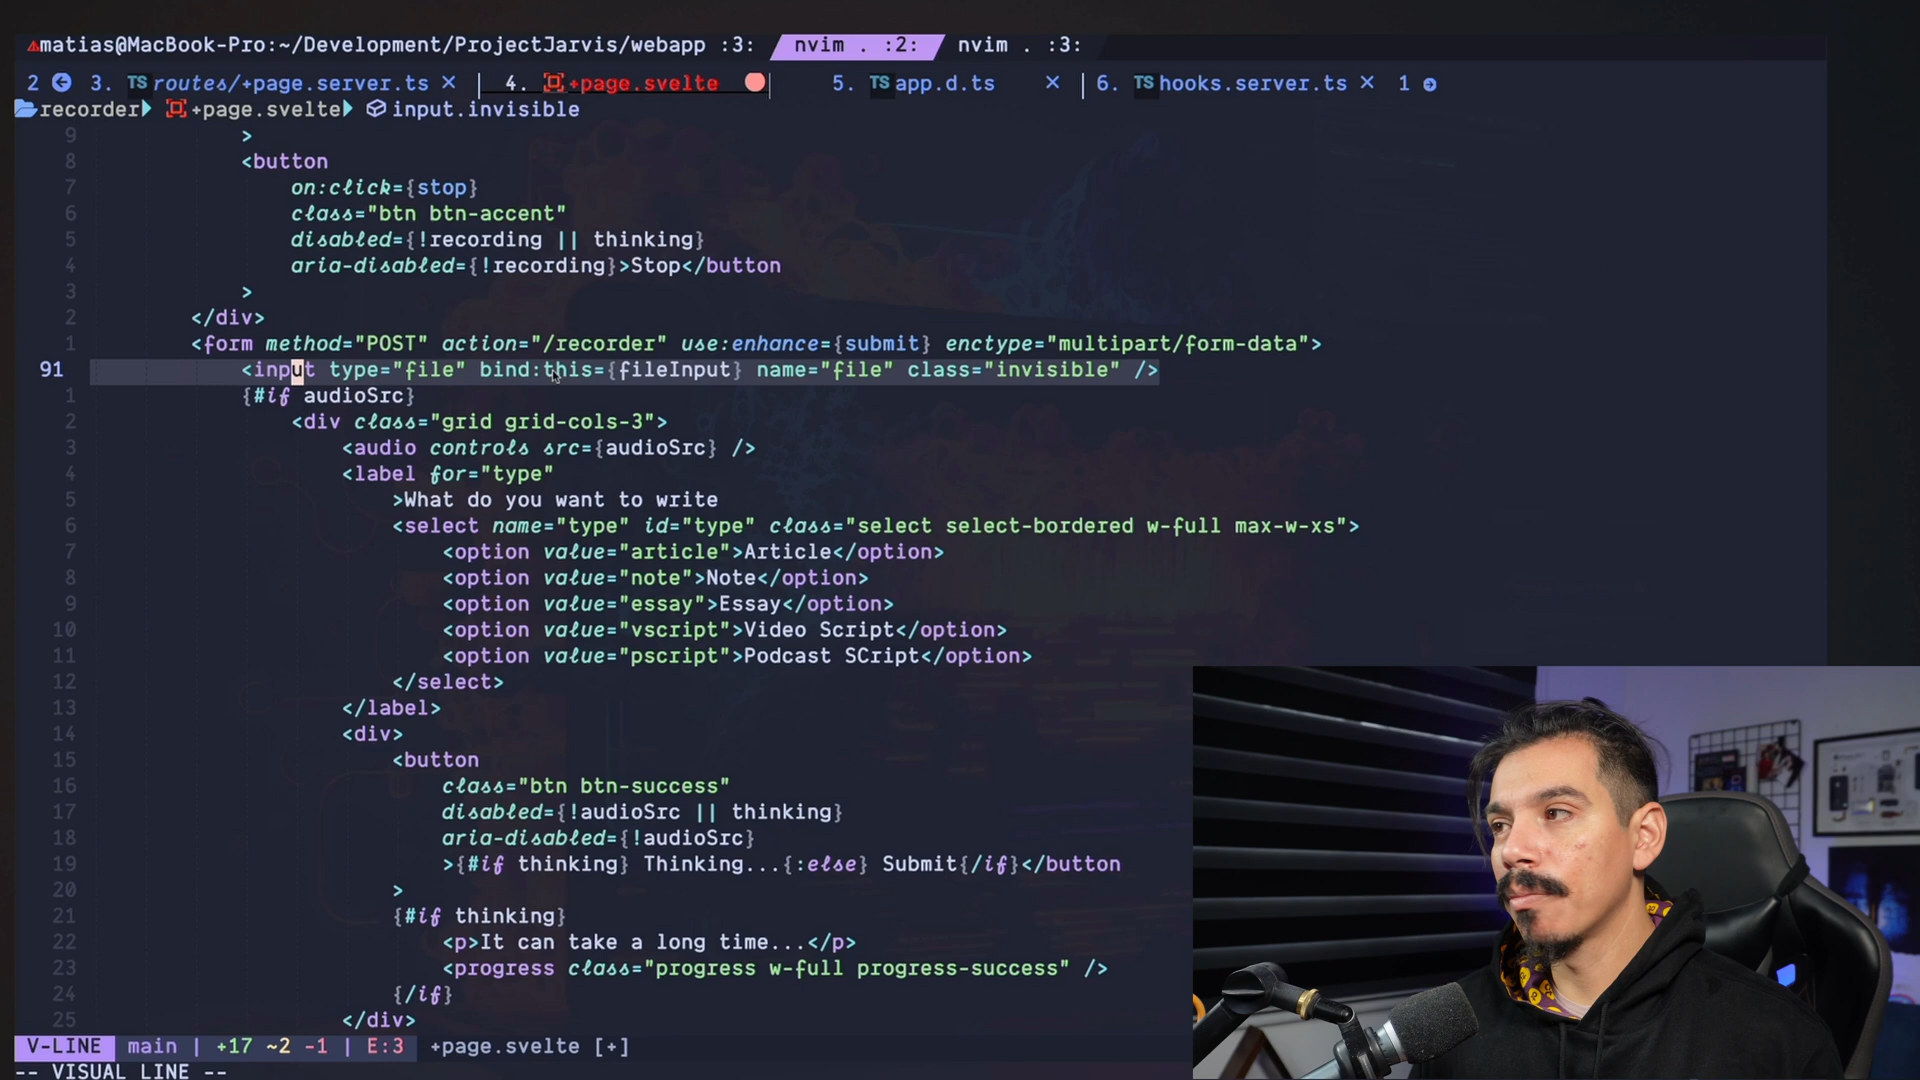 matias@MacBook-Pro:~/Development/ProjectJarvis/webapp :3: nvim . :2: nvim . :3:
2 3. TS routes/+page.server.ts × 4. +page.svelte 5. TS app.d.ts × 6. TS hooks.server.ts × 1
recorder +page.svelte input.invisible
9 >
8 <button
7 on:click={stop}
6 class="btn btn-accent"
5 disabled={!recording || thinking}
4 aria-disabled={!recording}>Stop</button
3 >
2 </div>
1 <form method="POST" action="/recorder" use:enhance={submit} enctype="multipart/form-data">
91 <input type="file" bind:this={fileInput} name="file" class="invisible" />
1 {#if audioSrc}
2 <div class="grid grid-cols-3">
3 <audio controls src={audioSrc} />
4 <label for="type"
5 >What do you want to write
6 <select name="type" id="type" class="select select-bordered w-full max-w-xs">
7 <option value="article">Article</option>
8 <option value="note">Note</option>
9 <option value="essay">Essay</option>
10 <option value="vscript">Video Script</option>
11 <option value="pscript">Podcast SCript</option>
12 </select>
13 </label>
14 <div>
15 <button
16 class="btn btn-success"
17 disabled={!audioSrc || thinking}
18 aria-disabled={!audioSrc}
19 >{#if thinking} Thinking...{:else} Submit{/if}</button
20 >
21 {#if thinking}
22 <p>It can take a long time...</p>
23 <progress class="progress w-full progress-success" />
24 {/if}
25 </div>
V-LINE main | +17 ~2 -1 | E:3 +page.svelte [+]
-- VISUAL LINE --